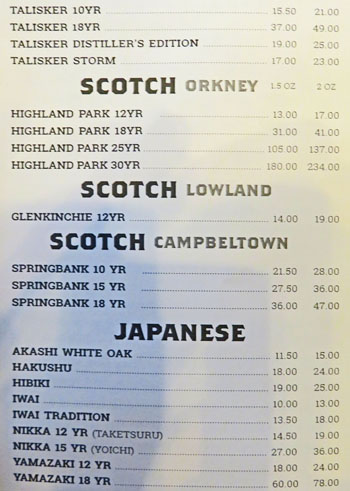 TALISKER 10YR 15.50 21.00
TALISKER 18YR 37.00 49.00
TALISKER DISTILLER'S EDITION 19.00 25.00
TALISKER STORM 17.00 23.00
SCOTCH ORKNEY 1.5 OZ 2 OZ
HIGHLAND PARK 12YR 13.00 17.00
HIGHLAND PARK 18YR 31.00 41.00
HIGHLAND PARK 25YR 105.00 137.00
HIGHLAND PARK 30YR 180.00 234.00
SCOTCH LOWLAND
GLENKINCHIE 12YR 14.00 19.00
SCOTCH CAMPBELTOWN
SPRINGBANK 10 YR 21.50 28.00
SPRINGBANK 15 YR 27.50 36.00
SPRINGBANK 18 YR 36.00 47.00
JAPANESE
AKASHI WHITE OAK 11.50 15.00
HAKUSHU 18.00 24.00
HIBIKI 19.00 25.00
IWAI 10.00 13.00
IWAI TRADITION 13.50 18.00
NIKKA 12 YR (TAKETSURU) 14.50 19.00
NIKKA 15 YR (YOICHI) 27.00 36.00
YAMAZAKI 12 YR 18.00 24.00
YAMAZAKI 18 YR 60.00 78.00